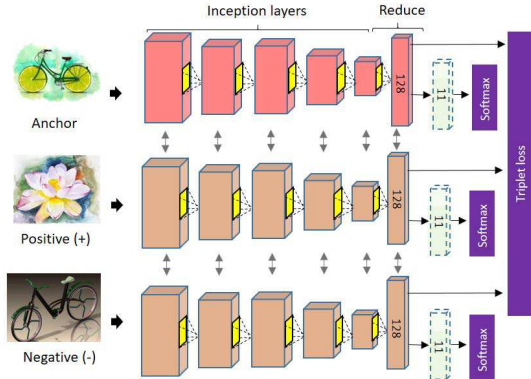 Inception layers
Reduce
Anchor
128
11
Softmax
Positive (+)
128
11
Softmax
Negative (-)
128
11
Softmax
Triplet loss